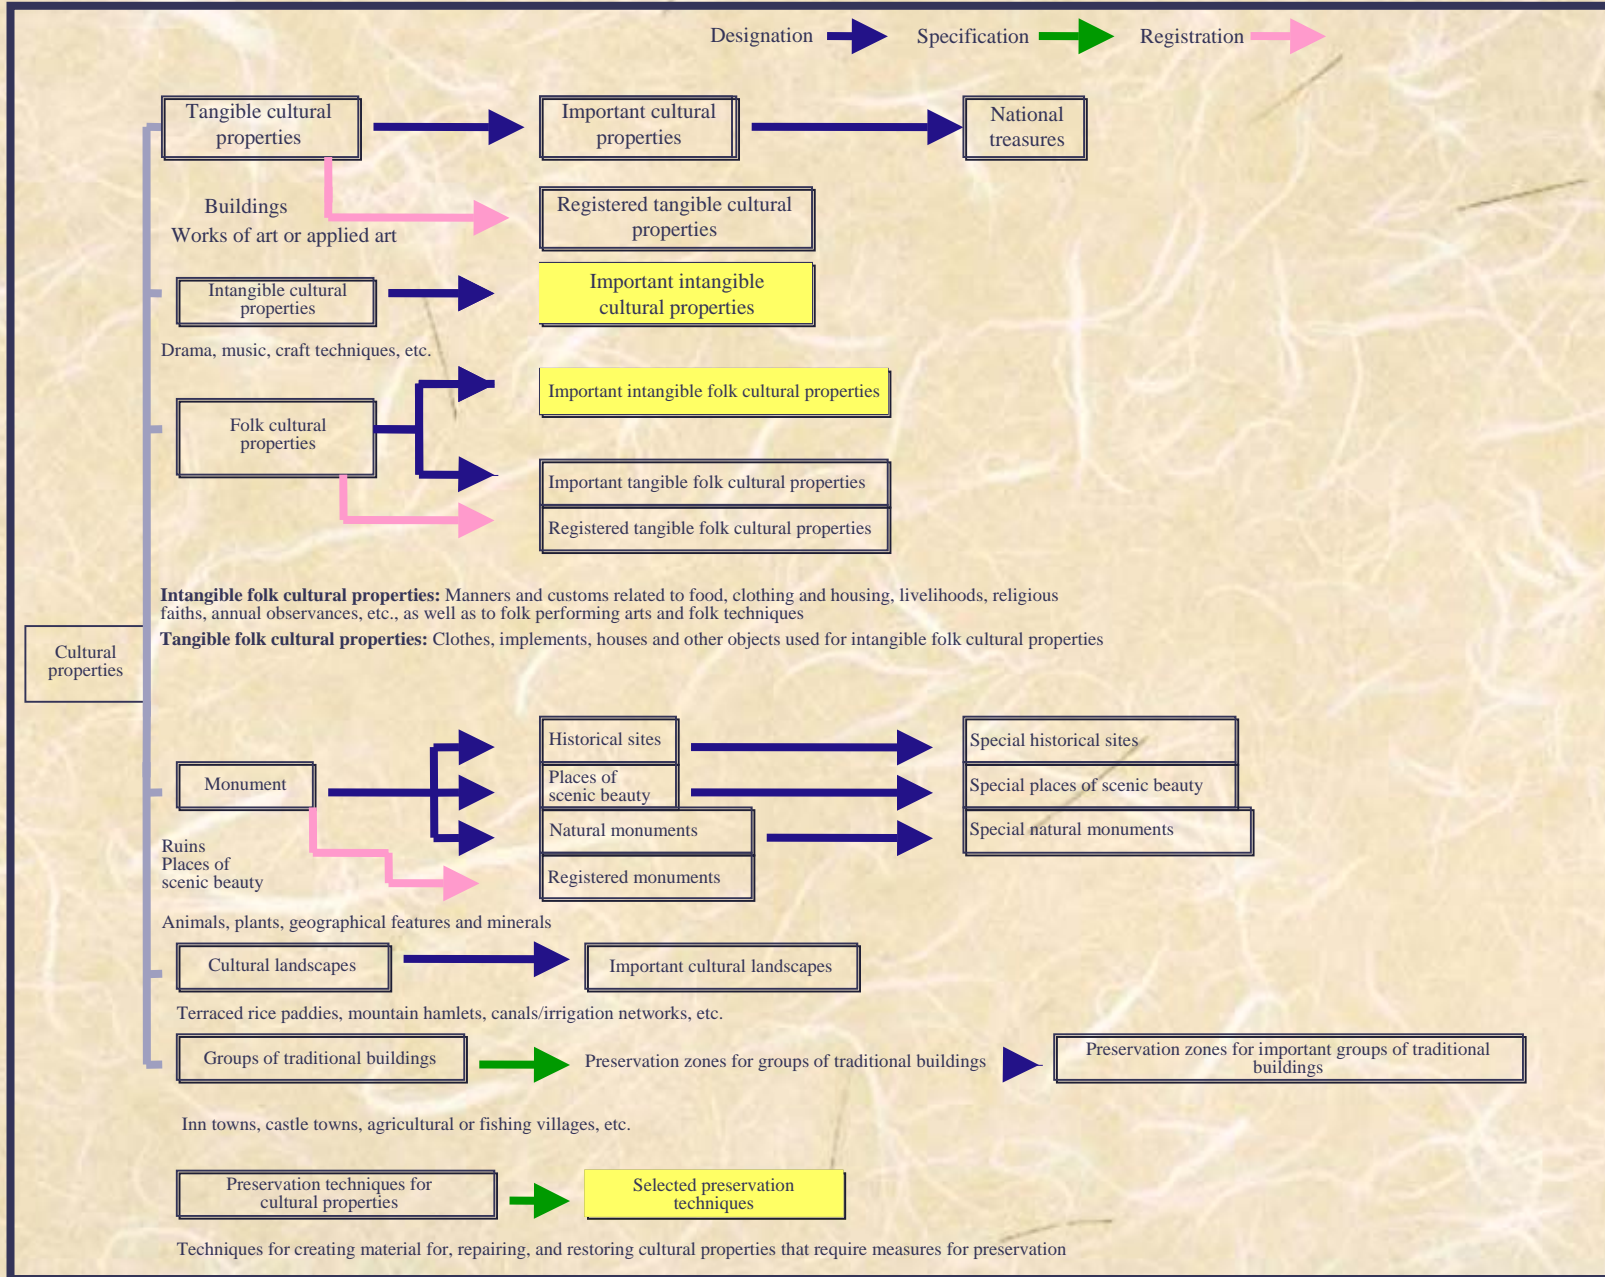 Designation
Specification
Registration
Tangible cultural
properties
Important cultural
properties
National
treasures
Buildings
Works of art or applied art
Registered tangible cultural
properties
Intangible cultural
properties
Important intangible
cultural properties
Drama, music, craft techniques, etc.
Folk cultural
properties
Important intangible folk cultural properties
Important tangible folk cultural properties
Registered tangible folk cultural properties
Intangible folk cultural properties: Manners and customs related to food, clothing and housing, livelihoods, religious
faiths, annual observances, etc., as well as to folk performing arts and folk techniques
Tangible folk cultural properties: Clothes, implements, houses and other objects used for intangible folk cultural properties
Cultural
properties
Monument
Historical sites
Special historical sites
Places of
scenic beauty
Special places of scenic beauty
Natural monuments
Special natural monuments
Registered monuments
Ruins
Places of
scenic beauty
Animals, plants, geographical features and minerals
Cultural landscapes
Important cultural landscapes
Terraced rice paddies, mountain hamlets, canals/irrigation networks, etc.
Groups of traditional buildings
Preservation zones for groups of traditional buildings
Preservation zones for important groups of traditional
buildings
Inn towns, castle towns, agricultural or fishing villages, etc.
Preservation techniques for
cultural properties
Selected preservation
techniques
Techniques for creating material for, repairing, and restoring cultural properties that require measures for preservation